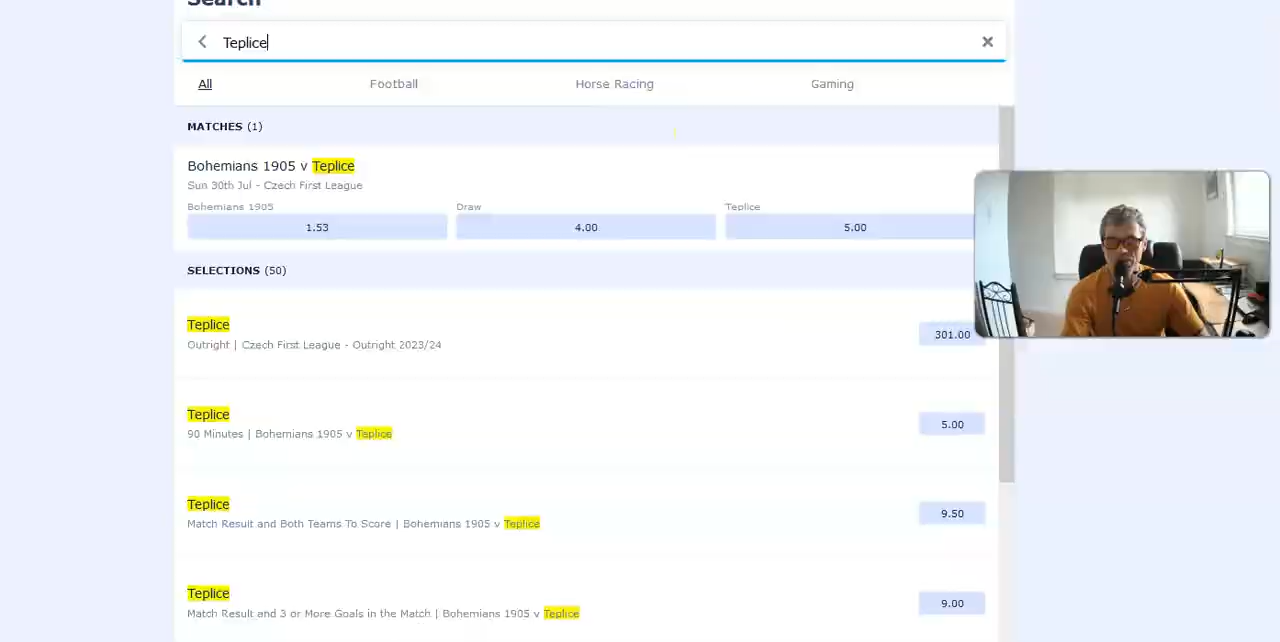 Search
Teplice
All
Football
Horse Racing
Gaming
MATCHES (1)
Bohemians 1905 v Teplice
Sun 30th Jul - Czech First League
Bohemians 1905
Draw
Teplice
1.53
4.00
5.00
SELECTIONS (50)
Teplice
Outright | Czech First League - Outright 2023/24
301.00
Teplice
90 Minutes | Bohemians 1905 v Teplice
5.00
Teplice
Match Result and Both Teams To Score | Bohemians 1905 v Teplice
9.50
Teplice
Match Result and 3 or More Goals in the Match | Bohemians 1905 v Teplice
9.00